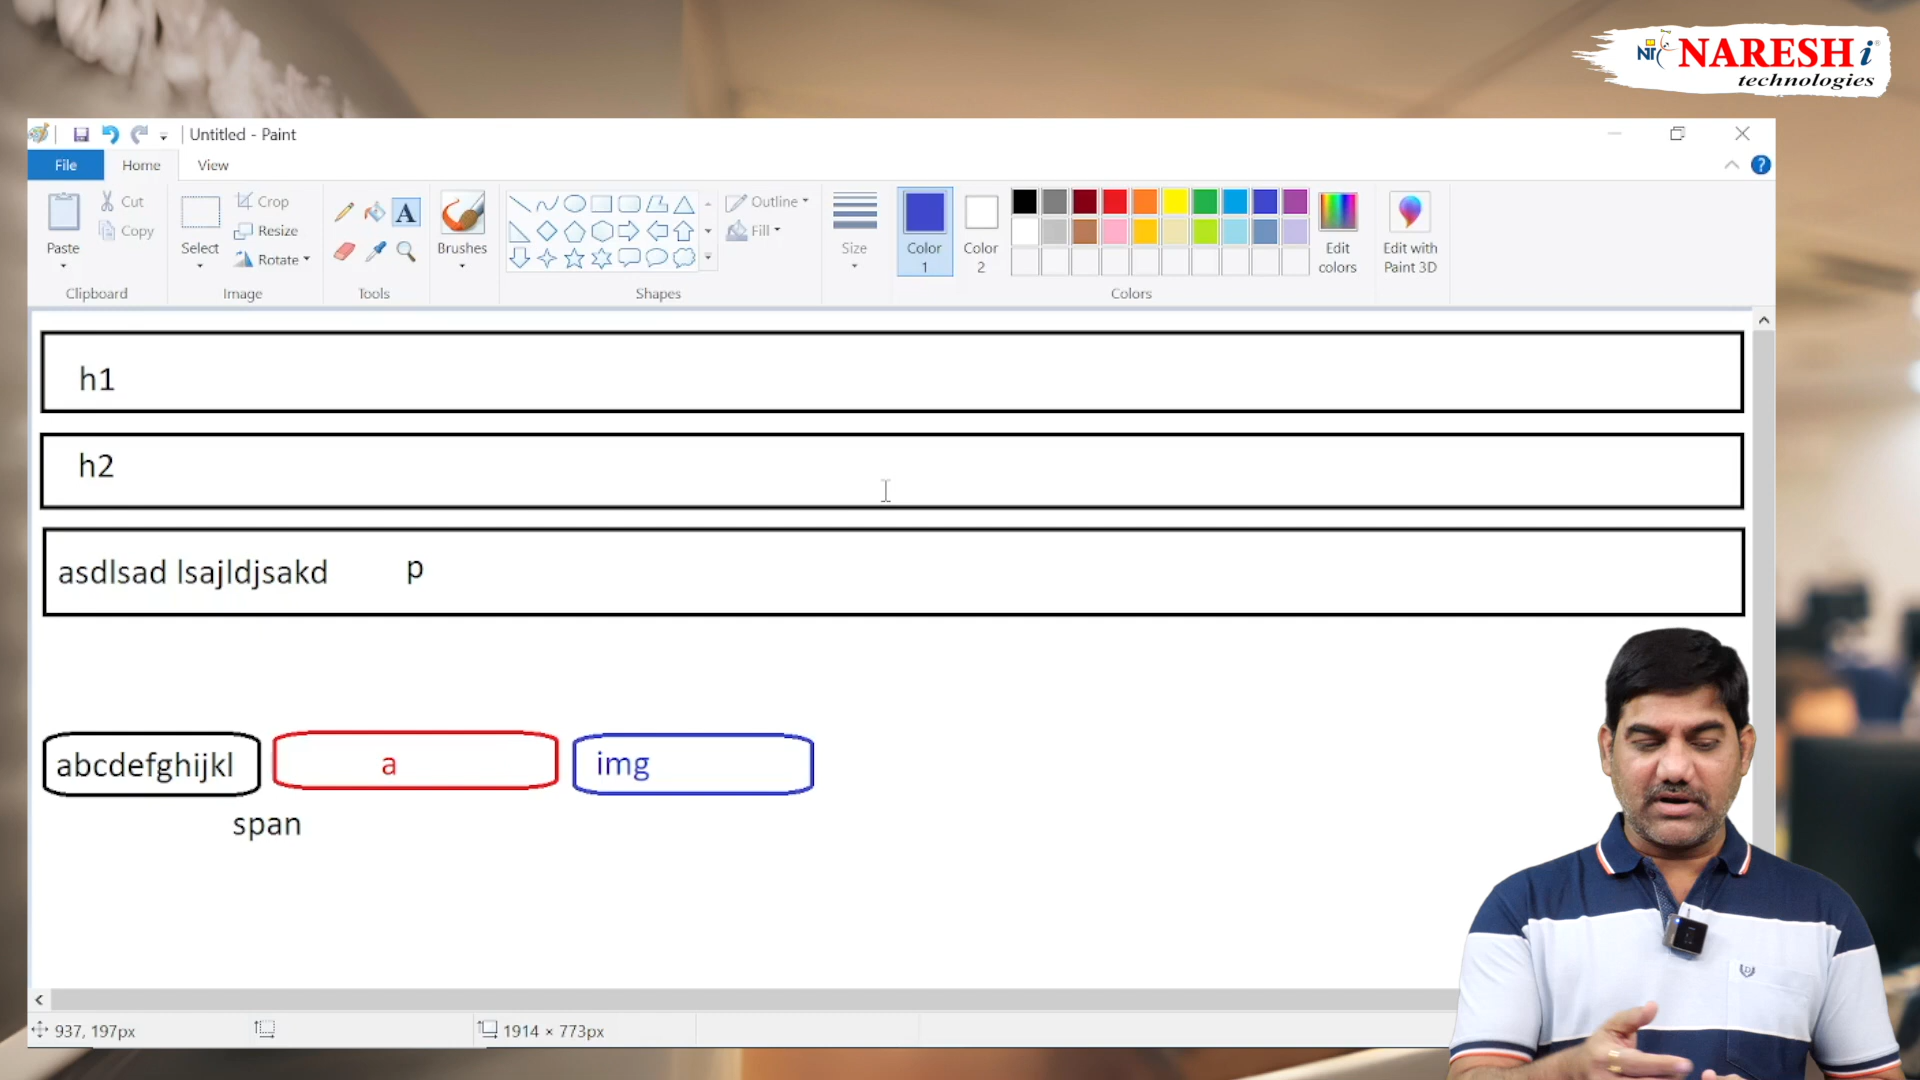 NIT NARESH i
technologies
Untitled - Paint
File Home View
Paste
Cut
Copy
Clipboard
Select
Crop
Resize
Rotate
Image
A
Tools
Brushes
Shapes
Outline
Fill
Size
Color 1
Color 2
Edit colors
Colors
Edit with Paint 3D
?
h1
h2
asdlsad lsajldjsakd p
abcdefghijkl a img
span
937, 197px
1914 × 773px